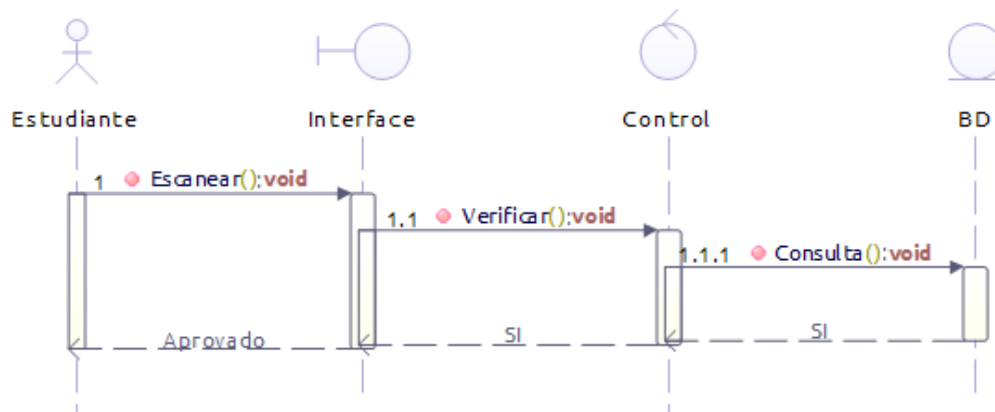 Estudiante Interface Control BD
1 Escanear():void
1.1 Verificar():void
1.1.1 Consulta():void
Aprovado SI SI